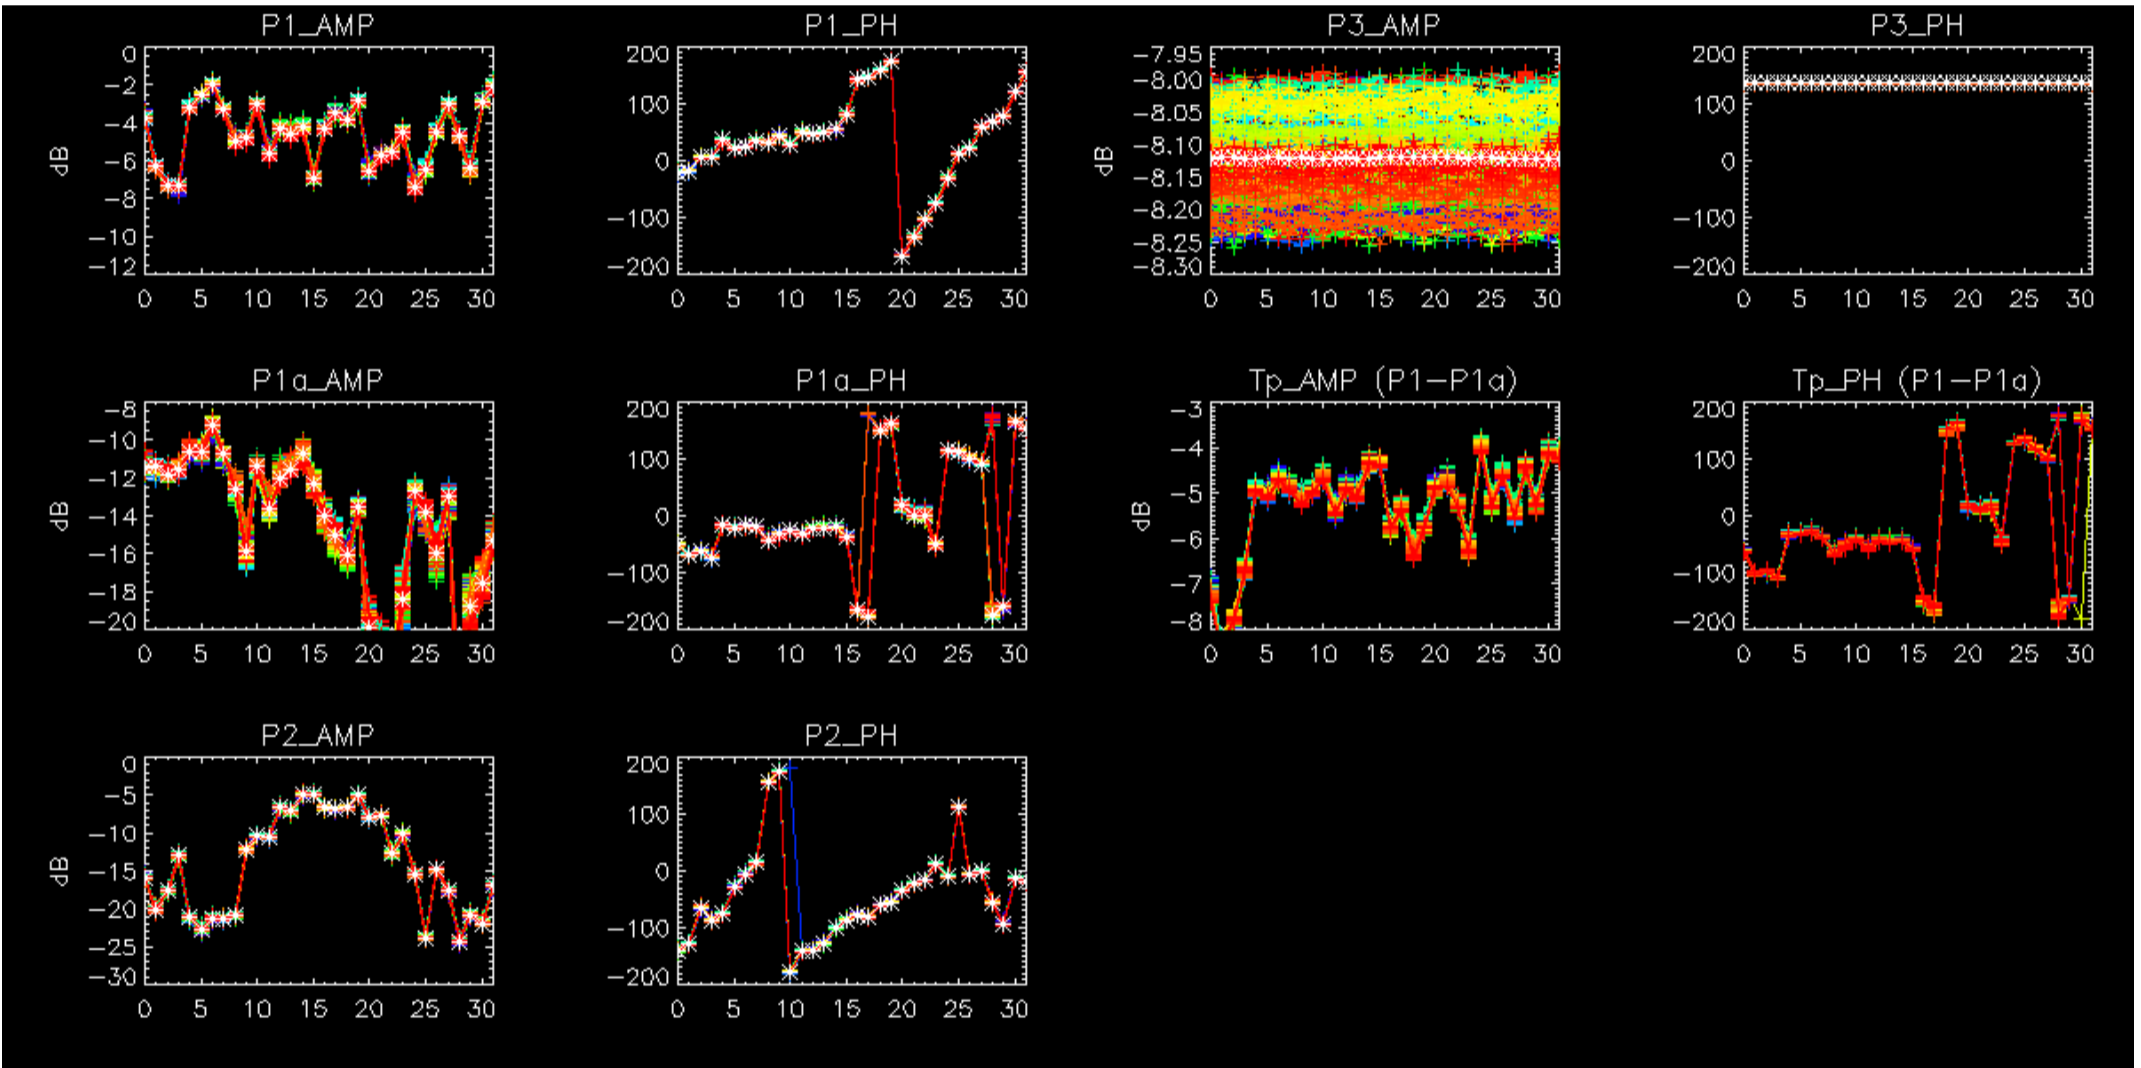 P1_AMP
0
−2
−4
−6
−8
−10
−12
dB
0 5 10 15 20 25 30
P1_PH
200
100
0
−100
−200
0 5 10 15 20 25 30
P3_AMP
−7.95
−8.00
−8.05
−8.10
−8.15
−8.20
−8.25
−8.30
dB
0 5 10 15 20 25 30
P3_PH
200
100
0
−100
−200
0 5 10 15 20 25 30
P1a_AMP
−8
−10
−12
−14
−16
−18
−20
dB
0 5 10 15 20 25 30
P1a_PH
200
100
0
−100
−200
0 5 10 15 20 25 30
Tp_AMP (P1−P1a)
−3
−4
−5
−6
−7
−8
dB
0 5 10 15 20 25 30
Tp_PH (P1−P1a)
200
100
0
−100
−200
0 5 10 15 20 25 30
P2_AMP
0
−5
−10
−15
−20
−25
−30
dB
0 5 10 15 20 25 30
P2_PH
200
100
0
−100
−200
0 5 10 15 20 25 30